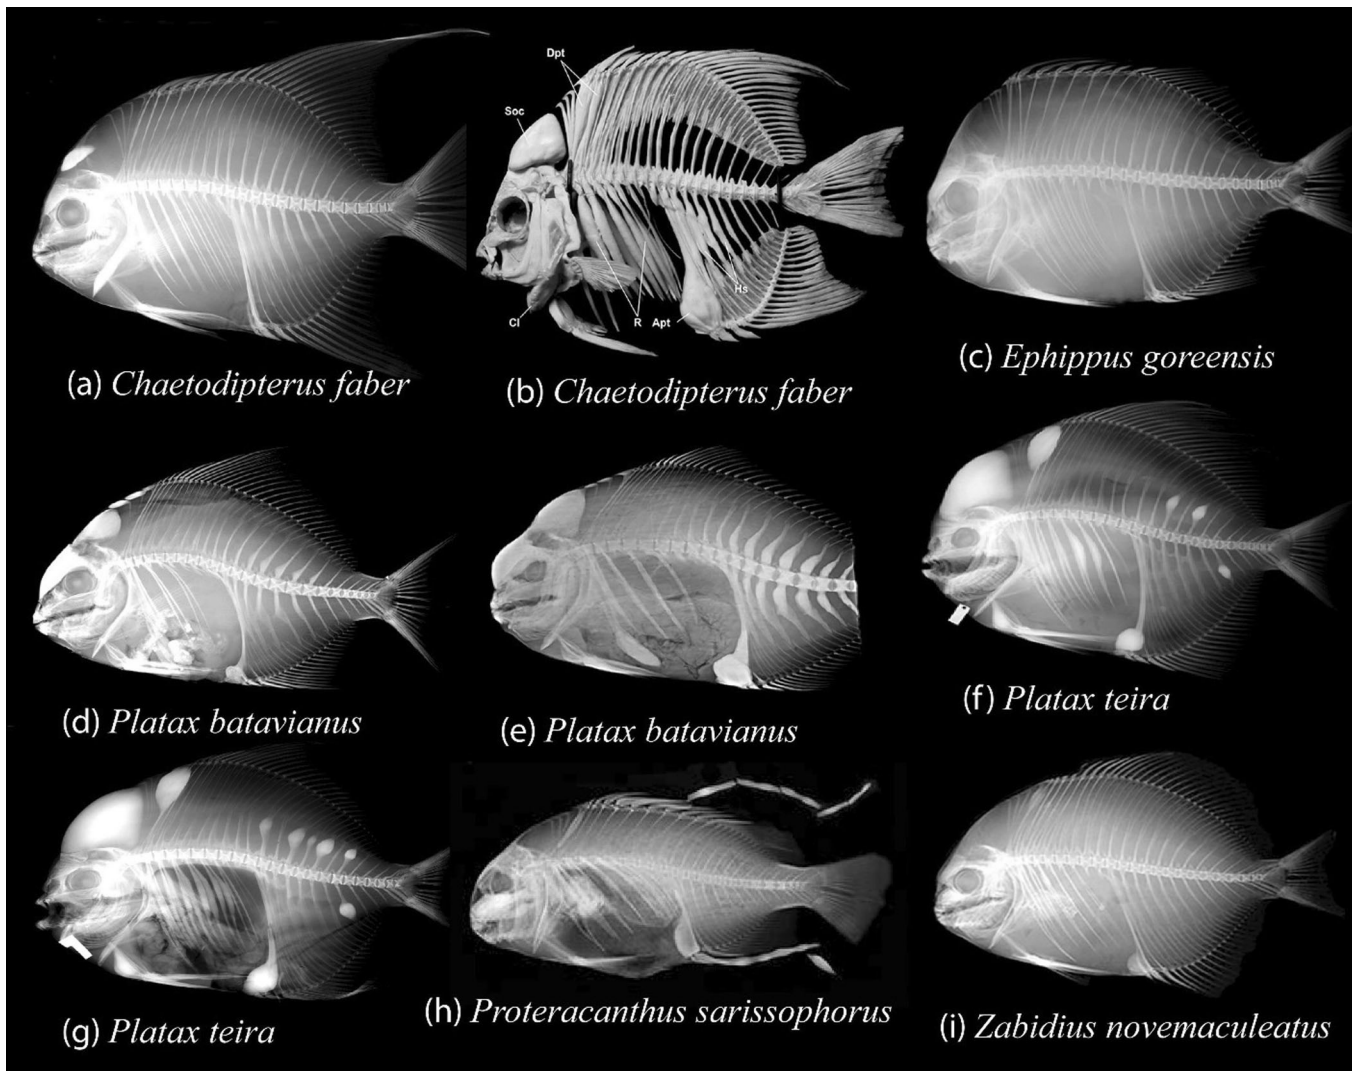 Dpt
Soc
Hs
Cl
R
Apt
(a) Chaetodipterus faber
(b) Chaetodipterus faber
(c) Ephippus goreensis
(d) Platax batavianus
(e) Platax batavianus
(f) Platax teira
(g) Platax teira
(h) Proteracanthus sarissophorus
(i) Zabidius novemaculeatus